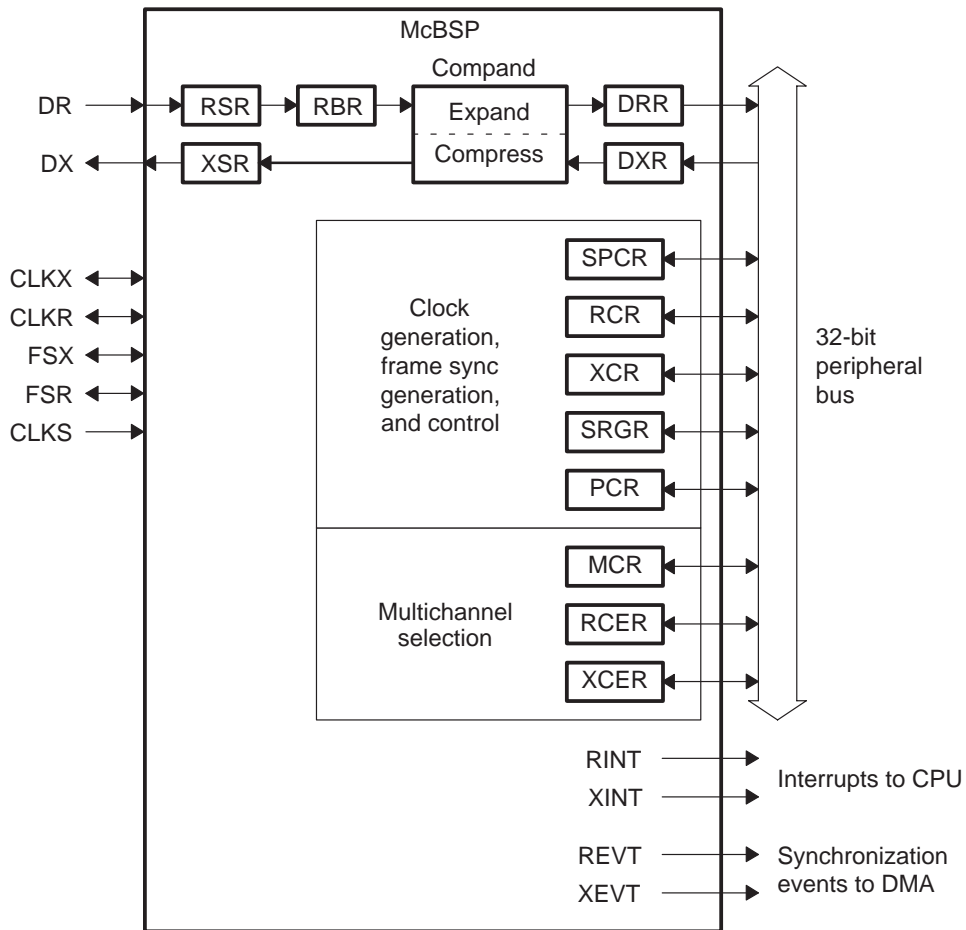 McBSP
Compand
DR
RSR
RBR
Expand
DRR
DX
XSR
Compress
DXR
CLKX
CLKR
FSX
FSR
CLKS
Clock
generation,
frame sync
generation,
and control
SPCR
RCR
XCR
SRGR
PCR
32-bit
peripheral
bus
Multichannel
selection
MCR
RCER
XCER
RINT
XINT
Interrupts to CPU
REVT
XEVT
Synchronization
events to DMA